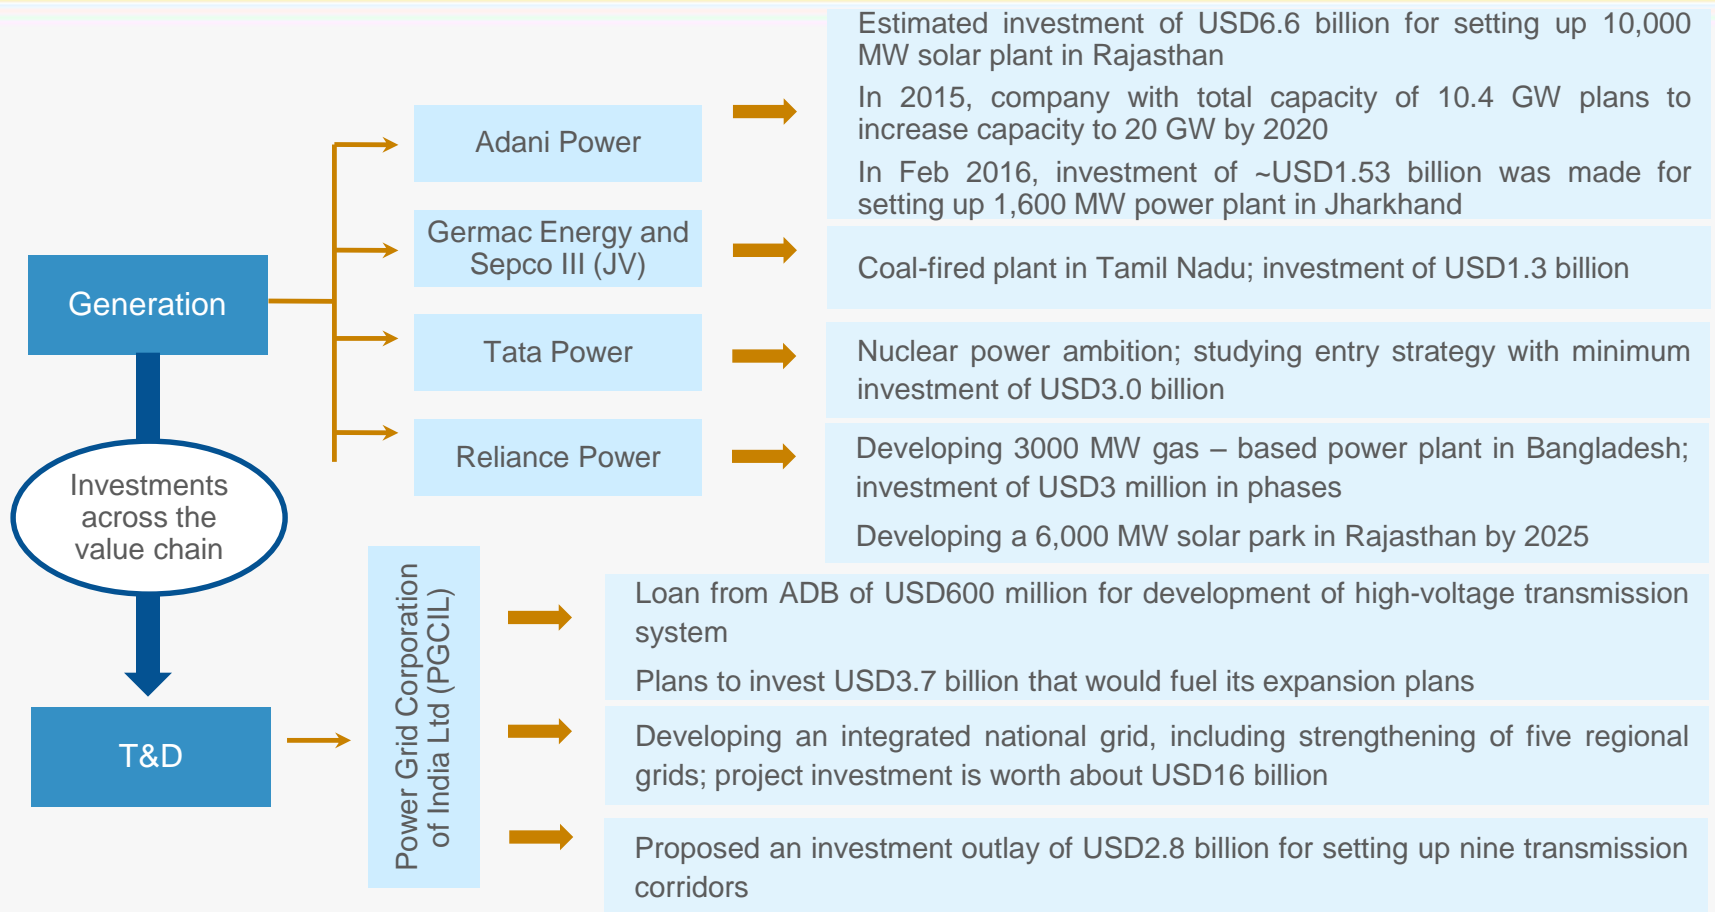 Estimated investment of USD6.6 billion for setting up 10,000
MW solar plant in Rajasthan
In 2015, company with total capacity of 10.4 GW plans to
increase capacity to 20 GW by 2020
In Feb 2016, investment of ~USD1.53 billion was made for
setting up 1,600 MW power plant in Jharkhand
Adani Power
Germac Energy and
Sepco III (JV)
Coal-fired plant in Tamil Nadu; investment of USD1.3 billion
Generation
Tata Power
Nuclear power ambition; studying entry strategy with minimum
investment of USD3.0 billion
Reliance Power
Developing 3000 MW gas – based power plant in Bangladesh;
investment of USD3 million in phases
Developing a 6,000 MW solar park in Rajasthan by 2025
Investments
across the
value chain
T&D
Power Grid Corporation
of India Ltd (PGCIL)
Loan from ADB of USD600 million for development of high-voltage transmission
system
Plans to invest USD3.7 billion that would fuel its expansion plans
Developing an integrated national grid, including strengthening of five regional
grids; project investment is worth about USD16 billion
Proposed an investment outlay of USD2.8 billion for setting up nine transmission
corridors